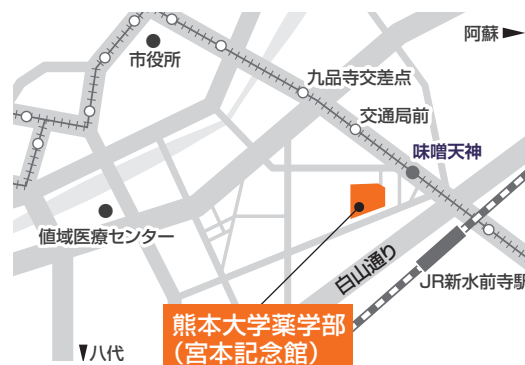 阿蘇
市役所
九品寺交差点
交通局前
味噌天神
値域医療センター
白山通り
JR新水前寺駅
熊本大学薬学部
（宮本記念館）
八代